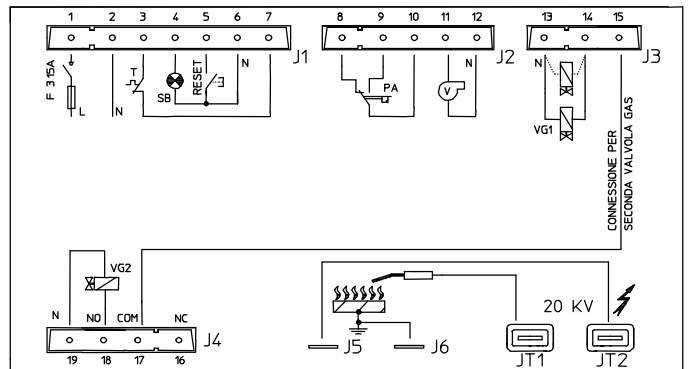 1 2 3 4 5 6 7 J1
8 9 10 11 12 J2
13 14 15 J3
F 3 15A
L
N
T
SB
RESET
N
PA
V
N
N
VG1
CONNESSIONE PER
SECONDA VALVOLA GAS
VG2
N NO COM NC
J4
19 18 17 16
J5
J6
20 KV
JT1
JT2